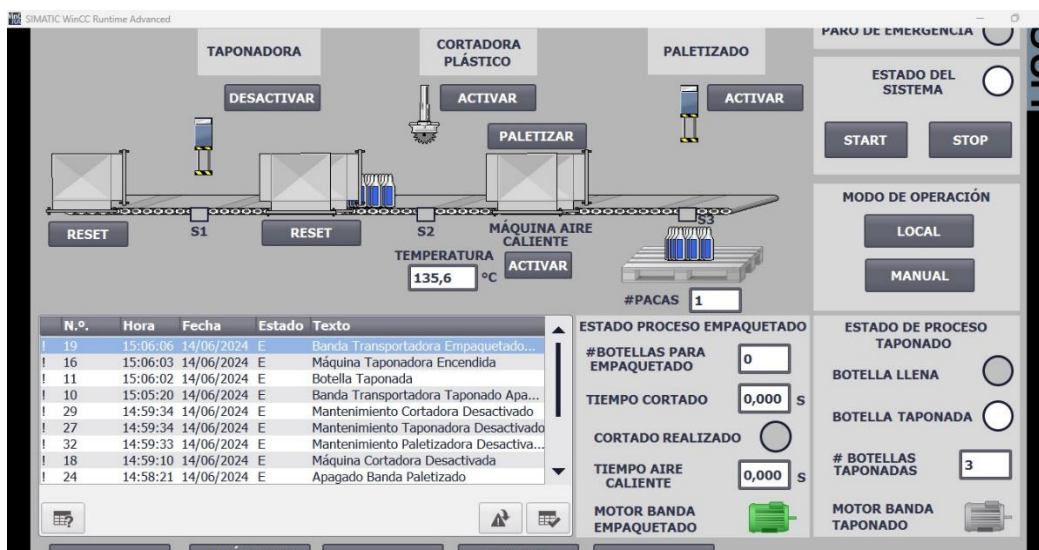 SIMATIC WinCC Runtime Advanced
PARO DE EMERGENCIA
TAPONADORA
CORTADORA
PLÁSTICO
PALETIZADO
ESTADO DEL
SISTEMA
DESACTIVAR
ACTIVAR
ACTIVAR
PALETIZAR
START
STOP
MODO DE OPERACIÓN
RESET
S1
RESET
S2
MÁQUINA AIRE
CALIENTE
S3
LOCAL
TEMPERATURA
135,6
°C
ACTIVAR
MANUAL
#PACAS
1
N.º. Hora Fecha Estado Texto
! 19 15:06:06 14/06/2024 E Banda Transportadora Empaquetado...
! 16 15:06:03 14/06/2024 E Máquina Taponadora Encendida
! 11 15:06:02 14/06/2024 E Botella Taponada
! 10 15:05:20 14/06/2024 E Banda Transportadora Taponado Apa...
! 29 14:59:34 14/06/2024 E Mantenimiento Cortadora Desactivado
! 27 14:59:34 14/06/2024 E Mantenimiento Taponadora Desactivado
! 32 14:59:33 14/06/2024 E Mantenimiento Paletizadora Desactiva...
! 18 14:59:10 14/06/2024 E Máquina Cortadora Desactivada
! 24 14:58:21 14/06/2024 E Apagado Banda Paletizado
ESTADO PROCESO EMPAQUETADO
#BOTELLAS PARA
EMPAQUETADO
0
TIEMPO CORTADO
0,000 s
CORTADO REALIZADO
TIEMPO AIRE
CALIENTE
0,000 s
MOTOR BANDA
EMPAQUETADO
ESTADO DE PROCESO
TAPONADO
BOTELLA LLENA
BOTELLA TAPONADA
# BOTELLAS
TAPONADAS
3
MOTOR BANDA
TAPONADO